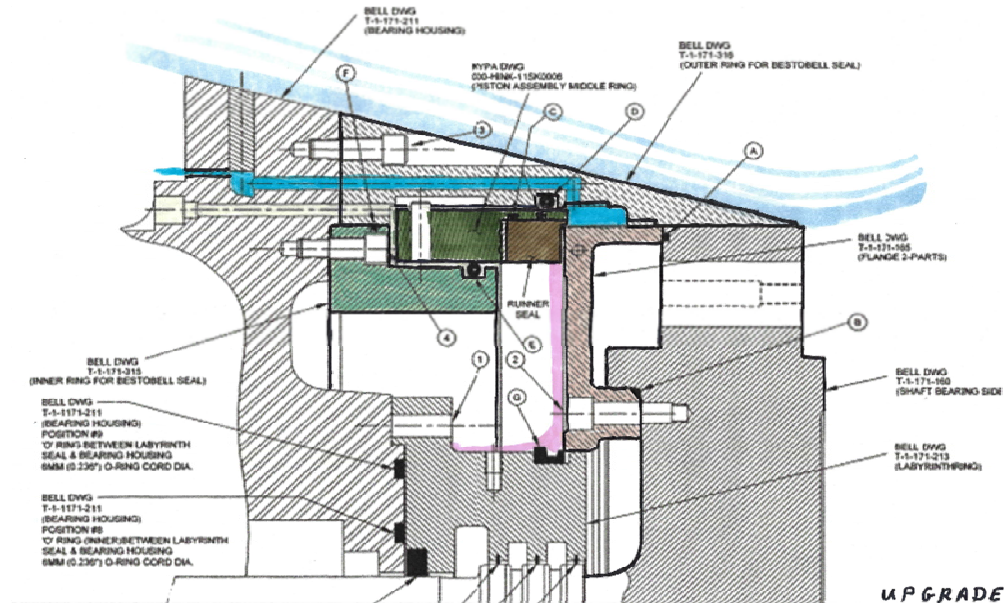 BELL DWG
T-1-171-211
(BEARING HOUSING)
BELL DWG
T-1-171-316
(OUTER RING FOR BESTOBELL SEAL)
KYPA DWG
(PISTON ASSEMBLY MIDDLE RING)
F
C
D
3
A
BELL DWG
T-1-171-165
(FLANGE 2-PARTS)
RUNNER
SEAL
4
1
E
2
B
G
BELL DWG
T-1-171-315
(INNER RING FOR BESTOBELL SEAL)
BELL DWG
T-1-171-160
(SHAFT BEARING SIDE
BELL DWG
T-1-1171-211
(BEARING HOUSING)
POSITION #9
'O' RING BETWEEN LABYRINTH
SEAL & BEARING HOUSING
6MM (0.236") O-RING CORD DIA.
BELL DWG
T-1-171-213
(LABYRINTHRING)
BELL DWG
T-1-1171-211
(BEARING HOUSING)
POSITION #8
'O' RING (INNER) BETWEEN LABYRINTH
SEAL & BEARING HOUSING
6MM (0.236") O-RING CORD DIA.
UPGRADE